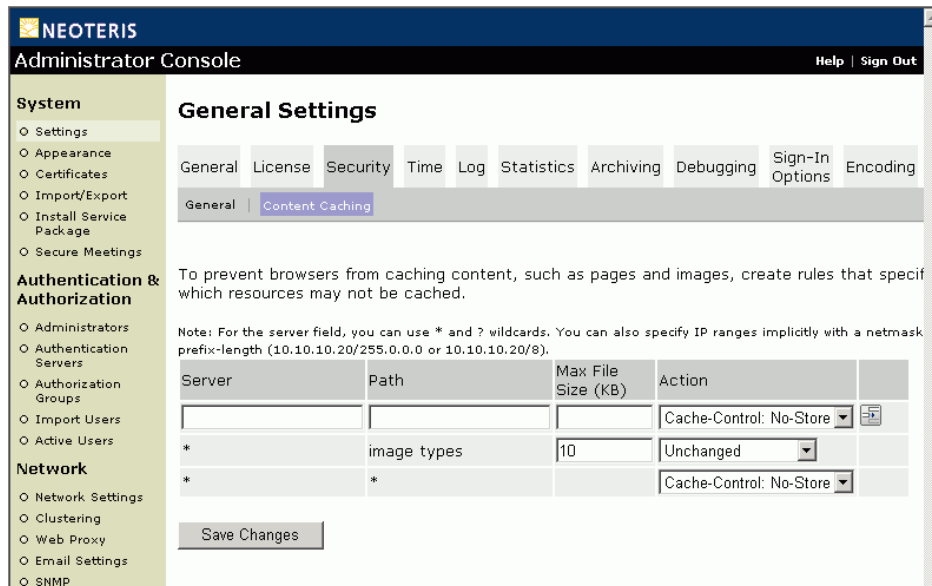 NEOTERIS
Administrator Console
Help | Sign Out
System
Settings
Appearance
Certificates
Import/Export
Install Service
Package
Secure Meetings
Authentication &
Authorization
Administrators
Authentication
Servers
Authorization
Groups
Import Users
Active Users
Network
Network Settings
Clustering
Web Proxy
Email Settings
SNMP
General Settings
General License Security Time Log Statistics Archiving Debugging Sign-In Options Encoding
General | Content Caching
To prevent browsers from caching content, such as pages and images, create rules that specif
which resources may not be cached.
Note: For the server field, you can use * and ? wildcards. You can also specify IP ranges implicitly with a netmask
prefix-length (10.10.10.20/255.0.0.0 or 10.10.10.20/8).
Server Path Max File Size (KB) Action
Cache-Control: No-Store
* image types 10 Unchanged
* * Cache-Control: No-Store
Save Changes